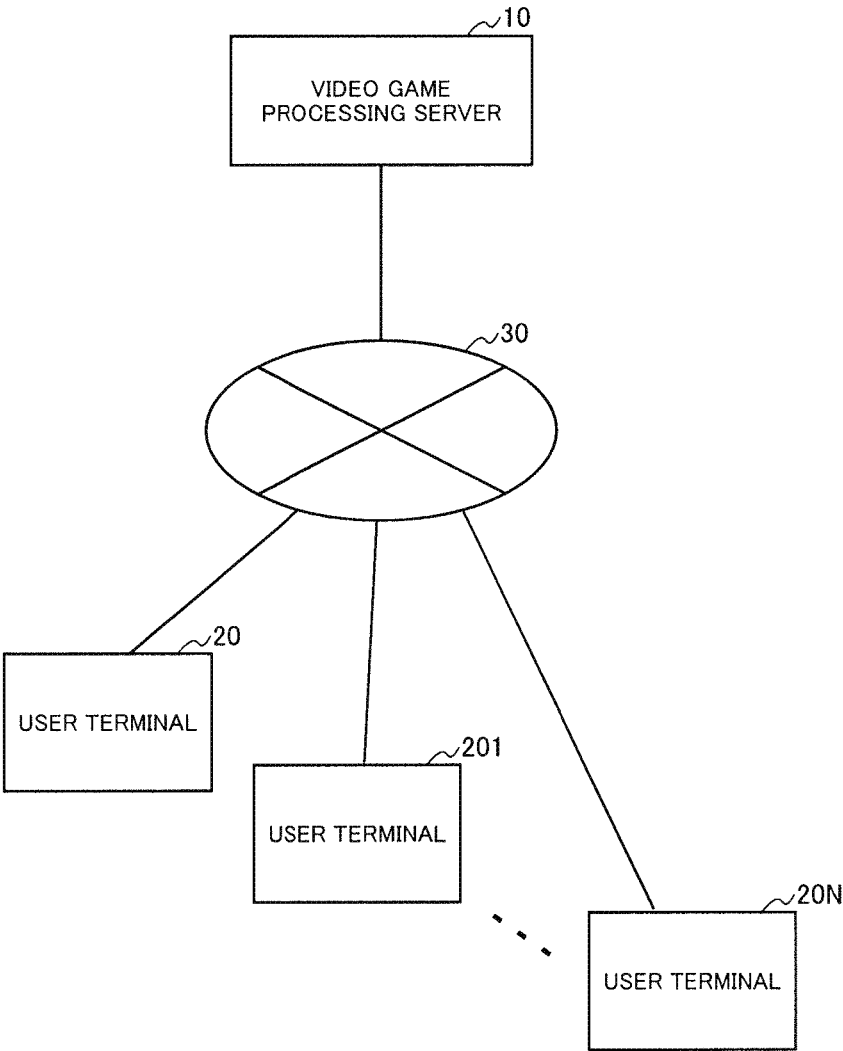 10
VIDEO GAME
PROCESSING SERVER
30
20
USER TERMINAL
201
USER TERMINAL
20N
USER TERMINAL